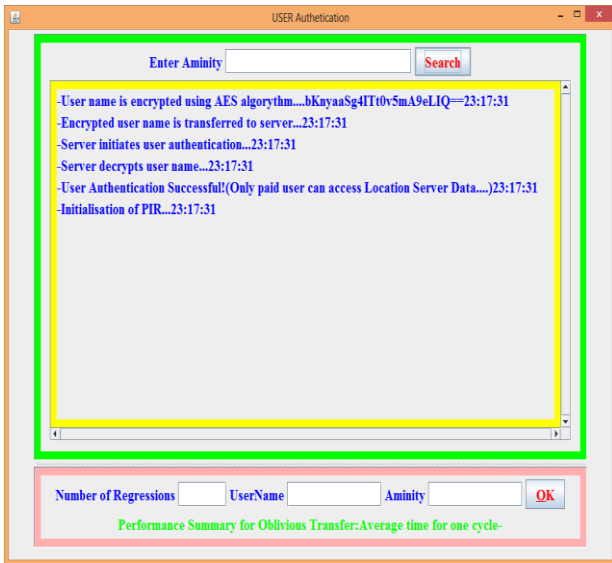 USER Authetication
Enter Aminity
Search
-User name is encrypted using AES algorythm....bKnyaaSg4ITt0v5mA9eLIQ==23:17:31
-Encrypted user name is transferred to server...23:17:31
-Server initiates user authentication...23:17:31
-Server decrypts user name...23:17:31
-User Authentication Successful!(Only paid user can access Location Server Data....)23:17:31
-Initialisation of PIR...23:17:31
Number of Regressions UserName Aminity OK
Performance Summary for Oblivious Transfer:Average time for one cycle-